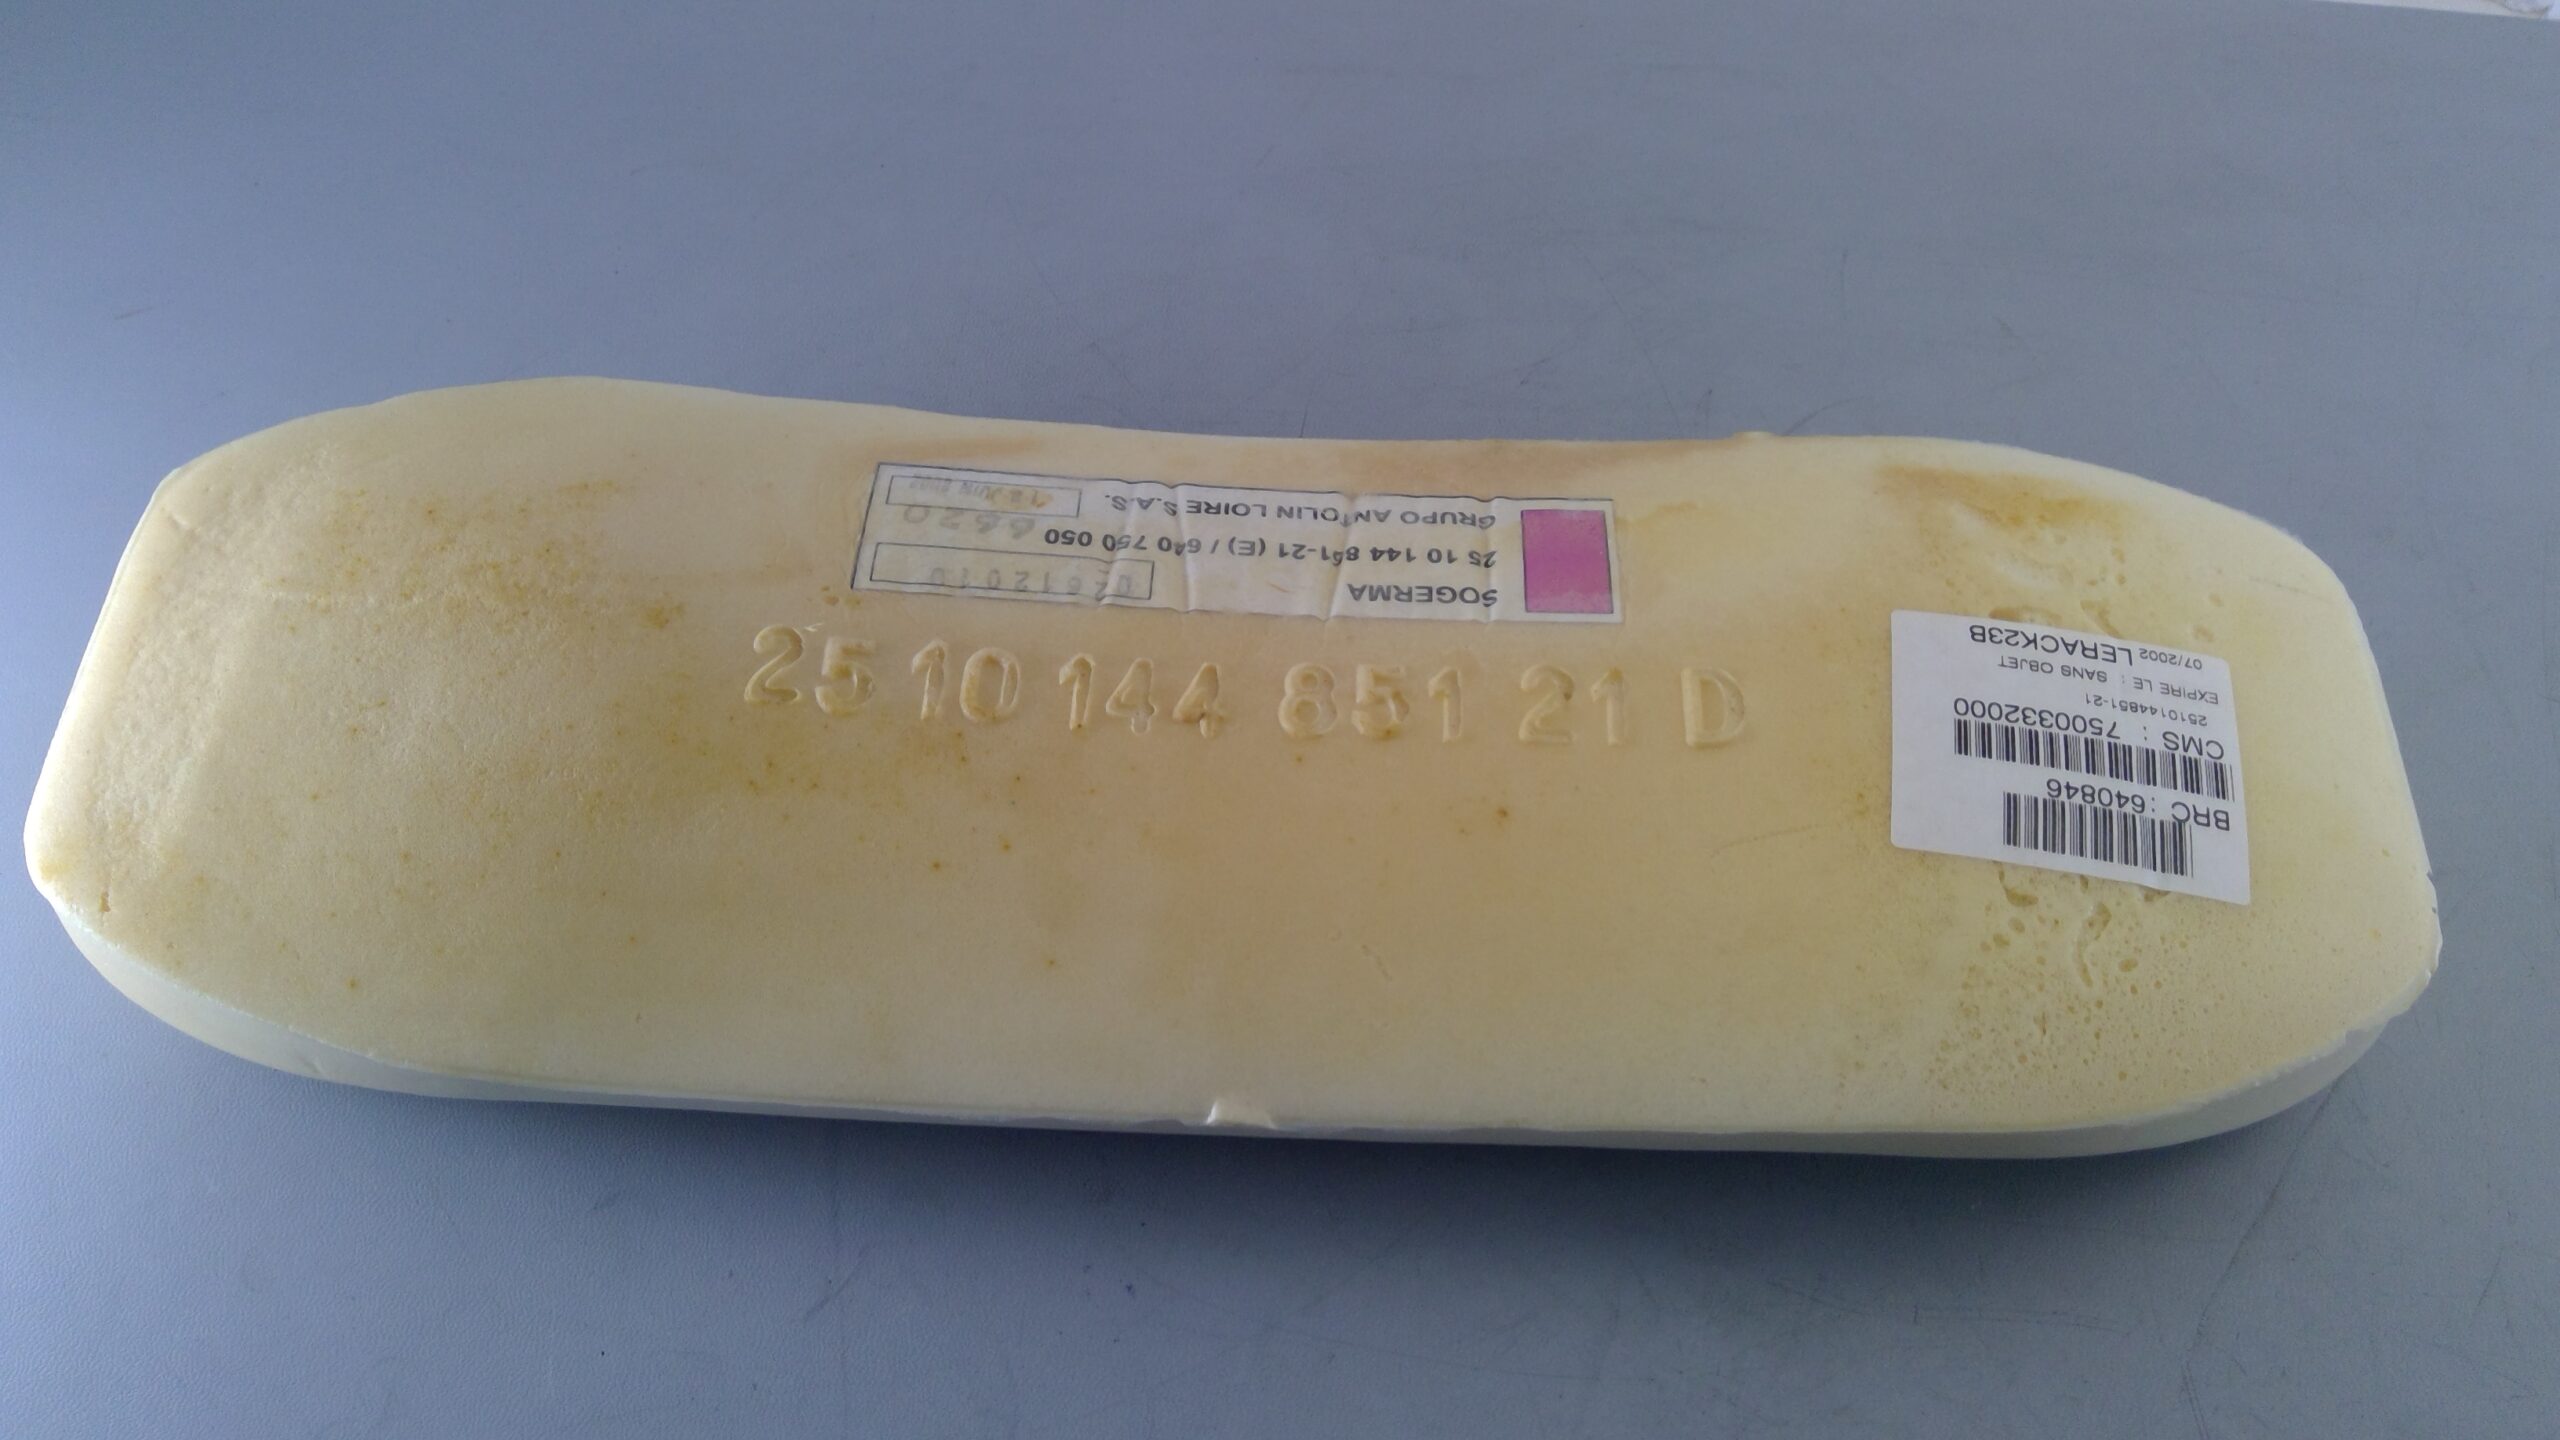 SOGERMA
25 10 144 851-21 (E) / 640 750 050
GRUPO ANTOLIN LOIRE S.A.S.
6620
25 10 144 851 21 D
BRC : 640846
CMS : 7500332000
2510144851-21
EXPIRE LE : SANS OBJET
07/2002 LERACK23B